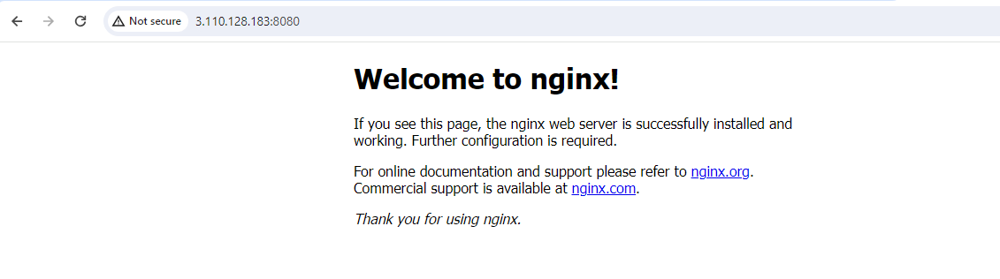 Not secure 3.110.128.183:8080
Welcome to nginx!
If you see this page, the nginx web server is successfully installed and
working. Further configuration is required.
For online documentation and support please refer to nginx.org.
Commercial support is available at nginx.com.
Thank you for using nginx.